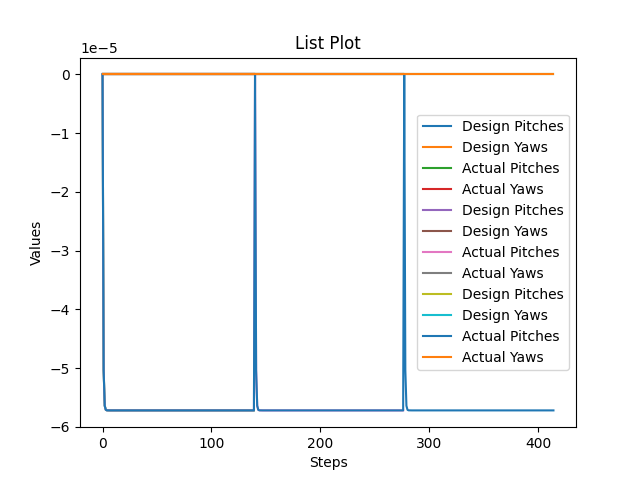 List Plot
1e−5
0
−1
−2
−3
−4
−5
−6
Values
0
100
200
300
400
Steps
Design Pitches
Design Yaws
Actual Pitches
Actual Yaws
Design Pitches
Design Yaws
Actual Pitches
Actual Yaws
Design Pitches
Design Yaws
Actual Pitches
Actual Yaws